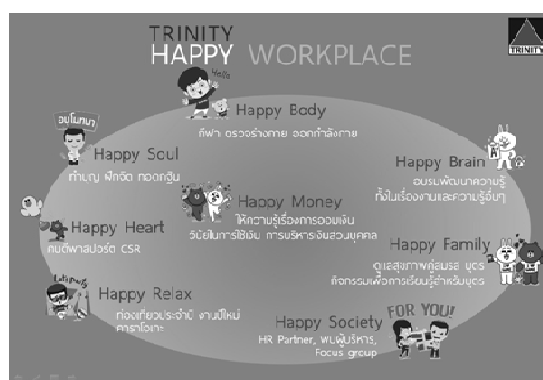 TRINITY
HAPPY WORKPLACE
TRINITY
Hello
Happy Body
กีฬา ตรวจร่างกาย ออกกำลังกาย
อนุโมทนา
Happy Soul
ทำบุญ ฝึกจิต ทอดกฐิน
Happy Brain
อบรมพัฒนาความรู้
ทั้งในเรื่องงานและความรู้อื่นๆ
Happy Money
ให้ความรู้เรื่องการออมเงิน
วินัยในการใช้เงิน การบริหารเงินส่วนบุคคล
Happy Heart
คนดีพาสปอร์ต CSR
Happy Family
ดูแลสุขภาพคู่สมรส บุตร
กิจกรรมเพื่อการเรียนรู้สำหรับบุตร
Happy Relax
ท่องเที่ยวประจำปี งานปีใหม่
คาราโอเกะ
FOR YOU!
Happy Society
HR Partner, พบผู้บริหาร,
Focus group